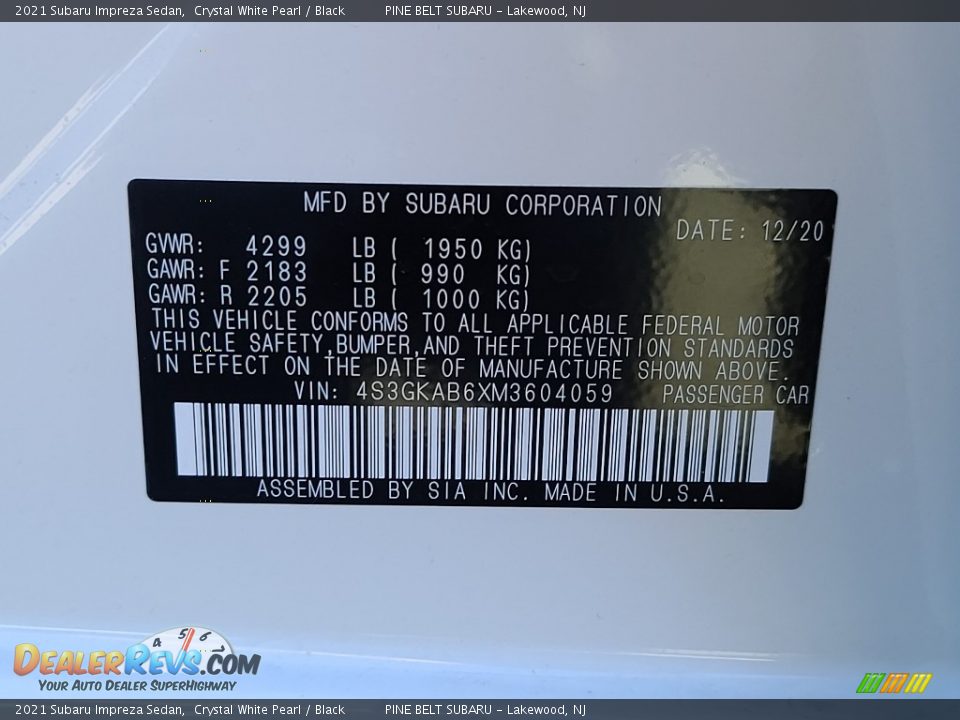 2021 Subaru Impreza Sedan, Crystal White Pearl / Black PINE BELT SUBARU - Lakewood, NJ
MFD BY SUBARU CORPORATION
DATE: 12/20
GVWR: 4299 LB ( 1950 KG)
GAWR: F 2183 LB ( 990 KG)
GAWR: R 2205 LB ( 1000 KG)
THIS VEHICLE CONFORMS TO ALL APPLICABLE FEDERAL MOTOR
VEHICLE SAFETY,BUMPER,AND THEFT PREVENTION STANDARDS
IN EFFECT ON THE DATE OF MANUFACTURE SHOWN ABOVE.
VIN: 4S3GKAB6XM3604059 PASSENGER CAR
ASSEMBLED BY SIA INC. MADE IN U.S.A.
4 5 6 7
DEALERREVS.COM
YOUR AUTO DEALER SUPERHIGHWAY
2021 Subaru Impreza Sedan, Crystal White Pearl / Black PINE BELT SUBARU - Lakewood, NJ